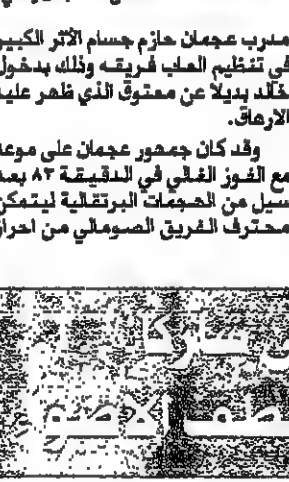 مدرب عجمان حازم جسام الأثر الكبير
في تنظيم العاب فريقه وذلك بدخول
خالد بديلا عن معتوق الذي ظهر عليه
الارهاق.
وقد كان جمهور عجمان على موعد
مع الفوز الغالي في الدقيقة ٨٣ بعد
سيل من الهجمات البرتقالية ليتمكن
محترف الفريق الصومالي من احراز